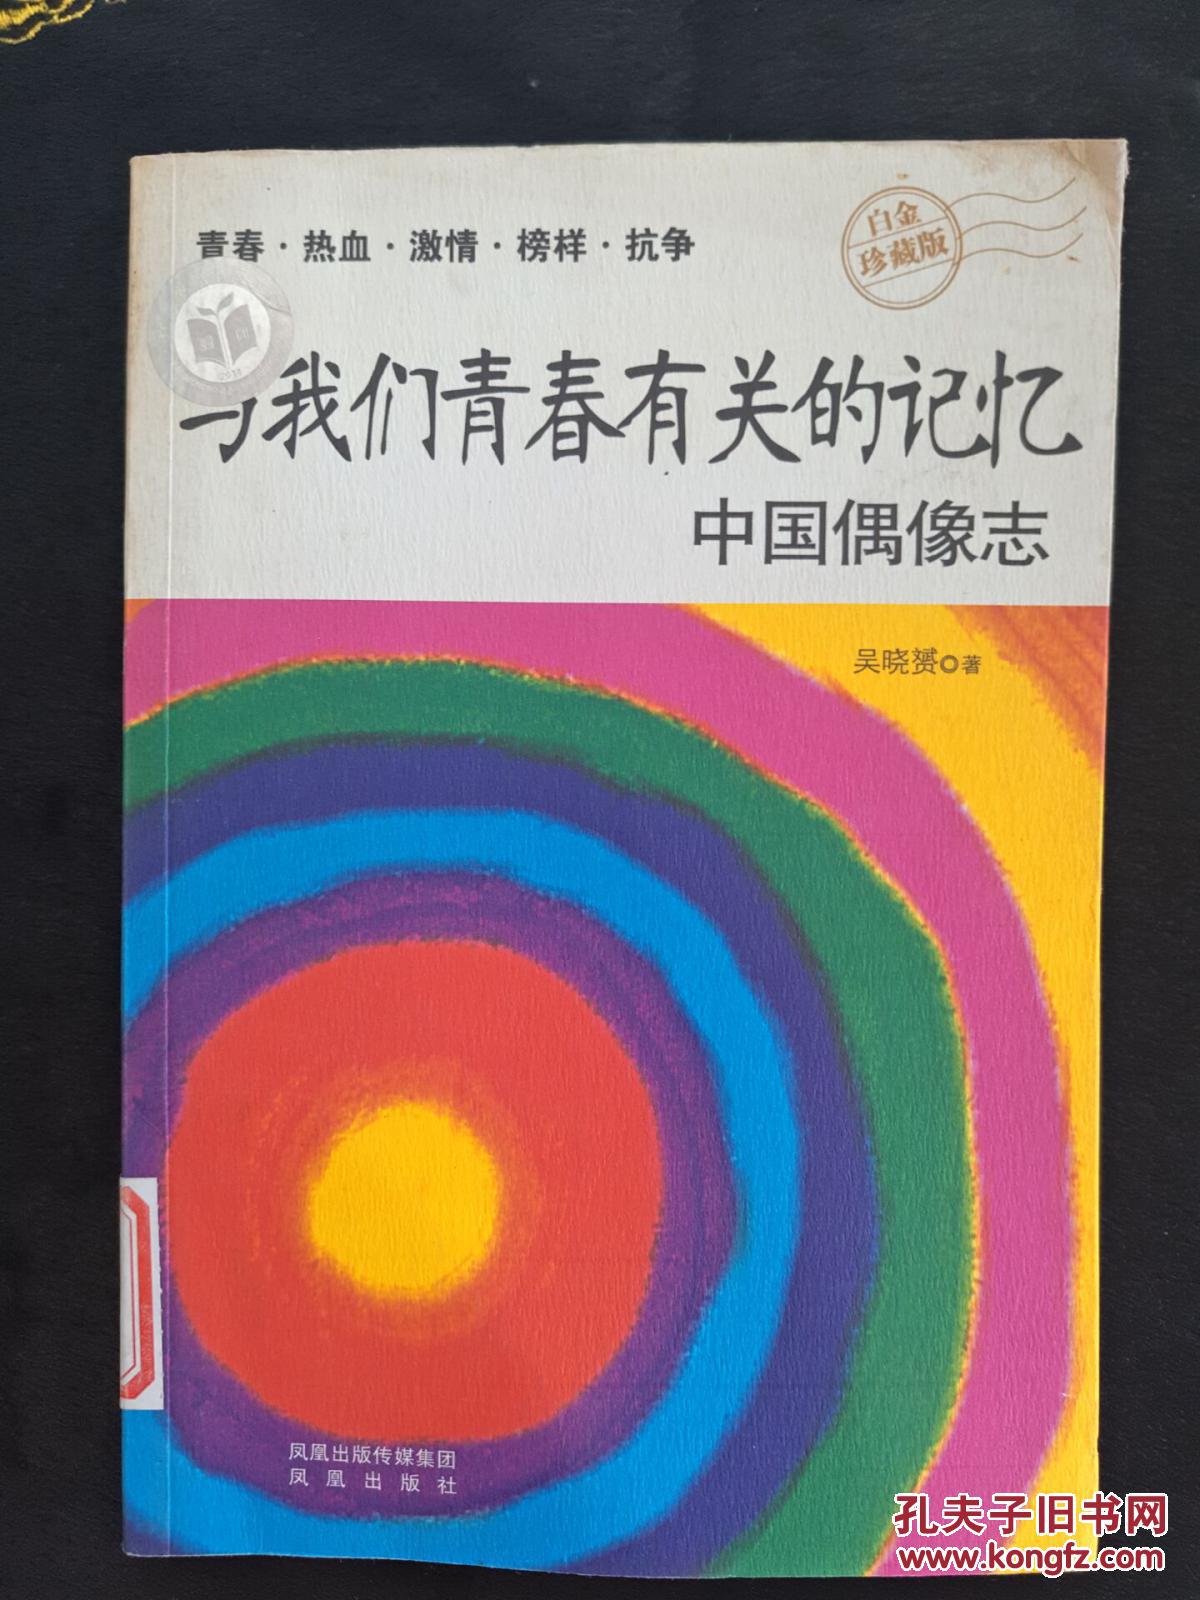 青春·热血·激情·榜样·抗争
白金
珍藏版
与我们青春有关的记忆
中国偶像志
吴晓赟 著
凤凰出版传媒集团
凤凰出版社
孔夫子旧书网
www.kongfz.com